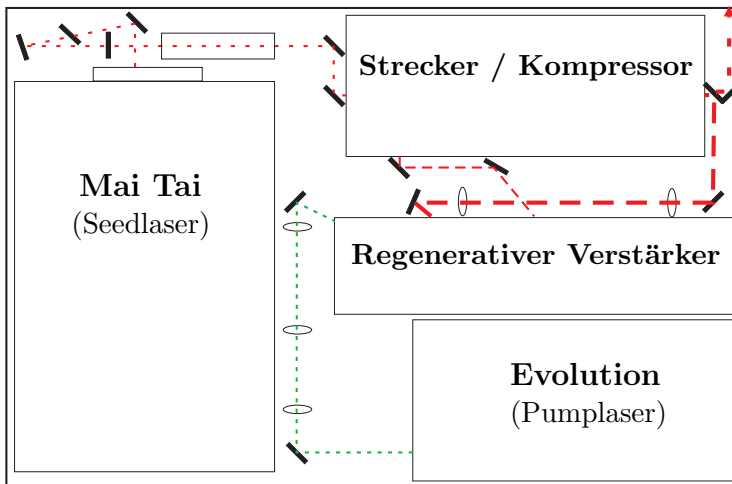 Strecker / Kompressor
Mai Tai
(Seedlaser)
Regenerativer Verstärker
Evolution
(Pumplaser)